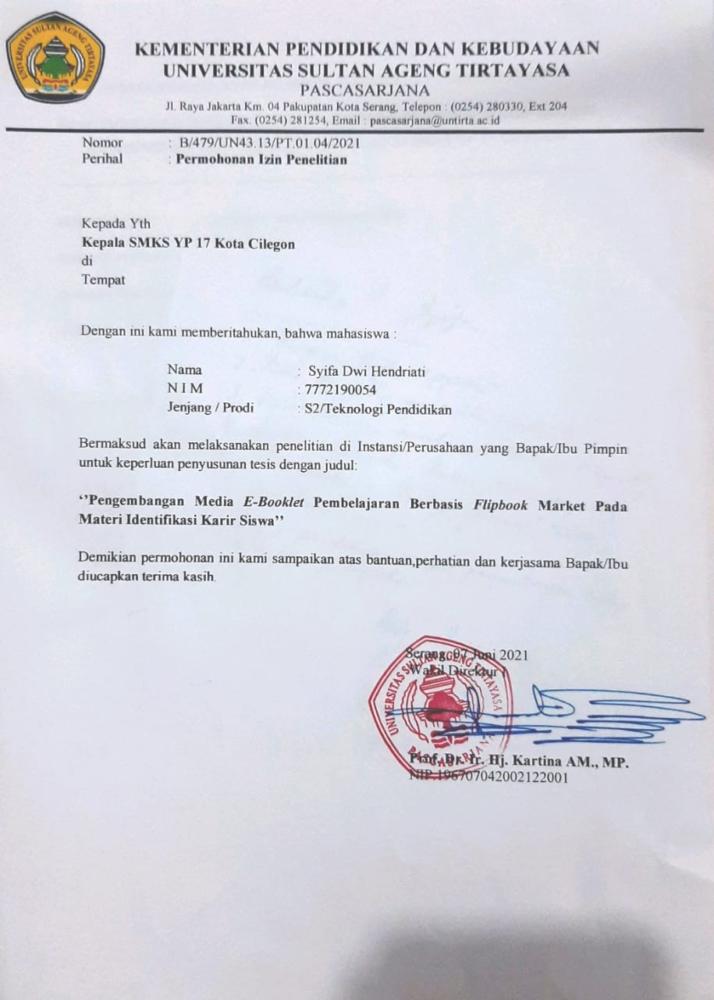 UNIVERSITAS SULTAN AGENG TIRTAYASA
KEMENTERIAN PENDIDIKAN DAN KEBUDAYAAN
UNIVERSITAS SULTAN AGENG TIRTAYASA
PASCASARJANA
Jl. Raya Jakarta Km. 04 Pakupatan Kota Serang, Telepon : (0254) 280330, Ext 204
Fax. (0254) 281254, Email : pascasarjana@untirta.ac.id
Nomor : B/479/UN43.13/PT.01.04/2021
Perihal : Permohonan Izin Penelitian
Kepada Yth
Kepala SMKS YP 17 Kota Cilegon
di
Tempat
Dengan ini kami memberitahukan, bahwa mahasiswa :
Nama : Syifa Dwi Hendriati
N I M : 7772190054
Jenjang / Prodi : S2/Teknologi Pendidikan
Bermaksud akan melaksanakan penelitian di Instansi/Perusahaan yang Bapak/Ibu Pimpin
untuk keperluan penyusunan tesis dengan judul:
‘’Pengembangan Media E-Booklet Pembelajaran Berbasis Flipbook Market Pada
Materi Identifikasi Karir Siswa’’
Demikian permohonan ini kami sampaikan atas bantuan,perhatian dan kerjasama Bapak/Ibu
diucapkan terima kasih.
Serang, 07 Juni 2021
Wakil Direktur I
UNIVERSITAS SULTAN AGENG TIRTAYASA
PASCASARJANA
Prof. Dr. Ir. Hj. Kartina AM., MP.
NIP.196707042002122001